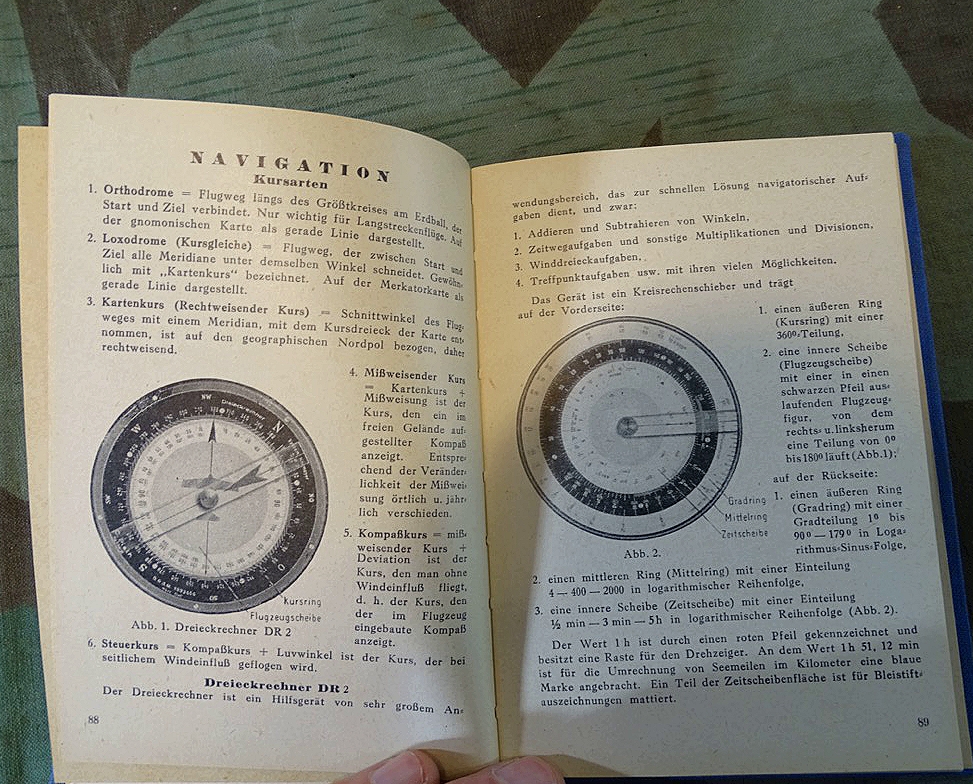 NAVIGATION
Kursarten
1. Orthodrome = Flugweg längs des Größtkreises am Erdball, der
Start und Ziel verbindet. Nur wichtig für Langstreckenflüge. Auf
der gnomonischen Karte als gerade Linie dargestellt.
2. Loxodrome (Kursgleiche) = Flugweg, der zwischen Start und
Ziel alle Meridiane unter demselben Winkel schneidet. Gewöhn=
lich mit „Kartenkurs" bezeichnet. Auf der Merkatorkarte als
gerade Linie dargestellt.
3. Kartenkurs (Rechtweisender Kurs) = Schnittwinkel des Flug=
weges mit einem Meridian, mit dem Kursdreieck der Karte ent=
nommen, ist auf den geographischen Nordpol bezogen, daher
rechtweisend.
4. Mißweisender Kurs
= Kartenkurs +
Mißweisung ist der
Kurs, den ein im
freien Gelände auf=
gestellter Kompaß
anzeigt. Entspre=
chend der Veränder=
lichkeit der Mißwei=
sung örtlich u. jähr=
lich verschieden.
5. Kompaßkurs = miß=
weisender Kurs +
Deviation ist der
Kurs, den man ohne
Windeinfluß fliegt,
d. h. der Kurs, den
der im Flugzeug
eingebaute Kompaß
anzeigt.
NW
Dreieckrechner
N
W
NO
SW
O
S
SO
Kursring
Flugzeugscheibe
Abb. 1. Dreieckrechner DR 2
6. Steuerkurs = Kompaßkurs + Luvwinkel ist der Kurs, der bei
seitlichem Windeinfluß geflogen wird.
Dreieckrechner DR 2
Der Dreieckrechner ist ein Hilfsgerät von sehr großem An=
88
wendungsbereich, das zur schnellen Lösung navigatorischer Auf=
gaben dient, und zwar:
1. Addieren und Subtrahieren von Winkeln,
2. Zeitwegaufgaben und sonstige Multiplikationen und Divisionen,
3. Winddreieckaufgaben,
4. Treffpunktaufgaben usw. mit ihren vielen Möglichkeiten.
Das Gerät ist ein Kreisrechenschieber und trägt
auf der Vorderseite:
1. einen äußeren Ring
(Kursring) mit einer
360°=Teilung,
2. eine innere Scheibe
(Flugzeugscheibe)
mit einer in einen
schwarzen Pfeil aus=
laufenden Flugzeug=
figur, von dem
rechts= u. linksherum
eine Teilung von 0°
bis 180° läuft (Abb.1);
auf der Rückseite:
1. einen äußeren Ring
(Gradring) mit einer
Gradteilung 1° bis
90° — 179° in Loga=
rithmus=Sinus=Folge,
Gradring
Mittelring
Zeitscheibe
Abb. 2.
2. einen mittleren Ring (Mittelring) mit einer Einteilung
4 — 400 — 2000 in logarithmischer Reihenfolge,
3. eine innere Scheibe (Zeitscheibe) mit einer Einteilung
½ min — 3 min — 5 h in logarithmischer Reihenfolge (Abb. 2).
Der Wert 1 h ist durch einen roten Pfeil gekennzeichnet und
besitzt eine Raste für den Drehzeiger. An dem Wert 1 h 51, 12 min
ist für die Umrechnung von Seemeilen im Kilometer eine blaue
Marke angebracht. Ein Teil der Zeitscheibenfläche ist für Bleistift=
auszeichnungen mattiert.
89